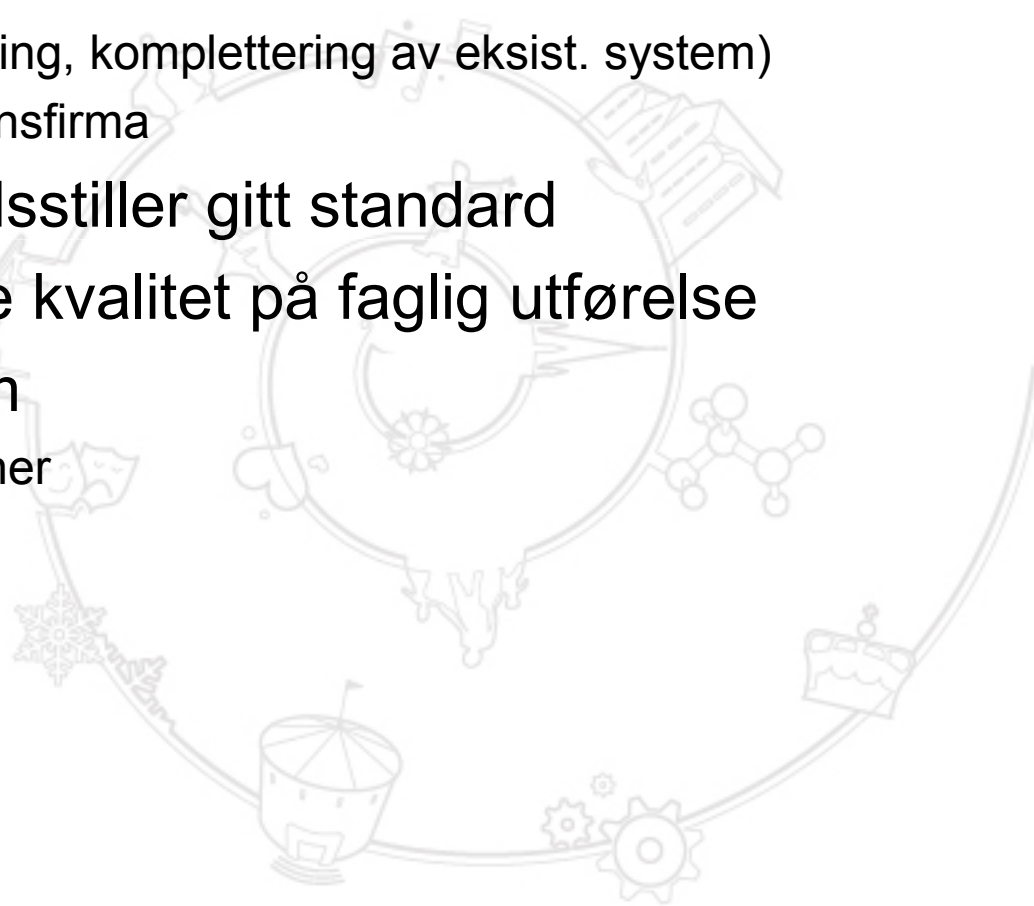 ing, komplettering av eksist. system)
nsfirma
lsstiller gitt standard
e kvalitet på faglig utførelse
n
ner